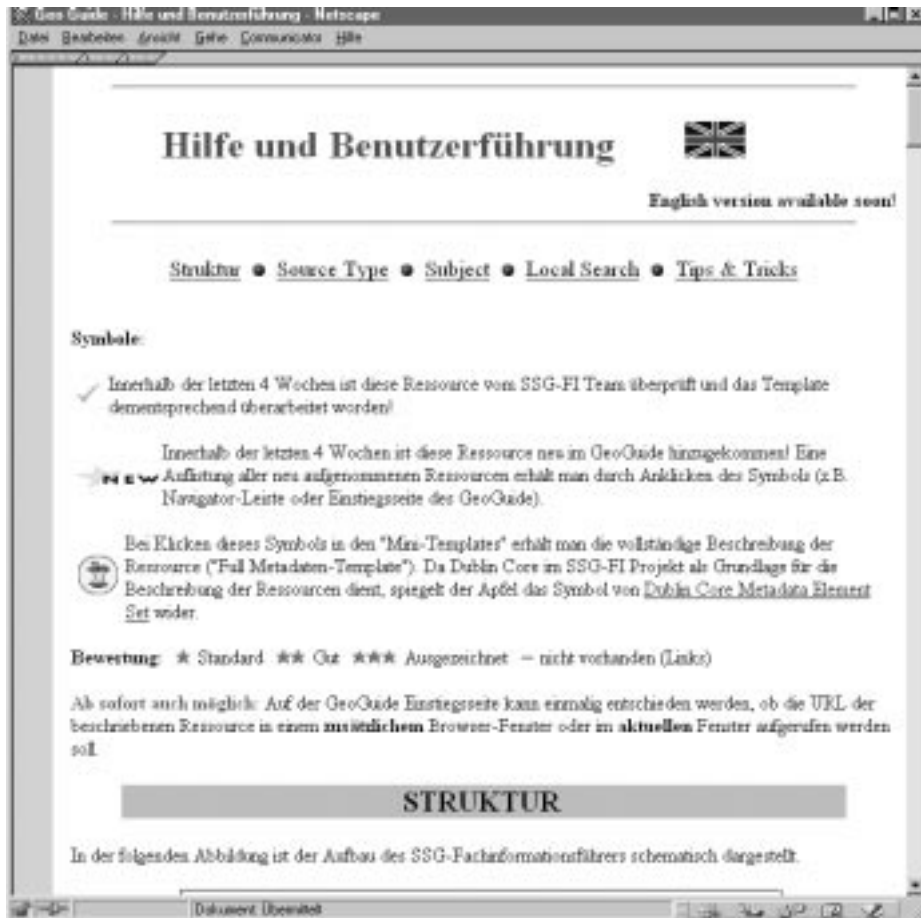 Geo Guide - Hilfe und Benutzerführung - Netscape
Datei Bearbeiten Ansicht Gehe Communicator Hilfe
Hilfe und Benutzerführung
English version available soon!
Struktur ● Source Type ● Subject ● Local Search ● Tips & Tricks
Symbole:
Innerhalb der letzten 4 Wochen ist diese Ressource vom SSG-FI Team überprüft und das Template
dementsprechend überarbeitet worden!
Innerhalb der letzten 4 Wochen ist diese Ressource neu im GeoGuide hinzugekommen! Eine
NEW Auflistung aller neu aufgenommenen Ressourcen erhält man durch Anklicken des Symbols (z.B.
Navigator-Leiste oder Einstiegsseite des GeoGuide).
Bei Klicken dieses Symbols in den "Mini-Templates" erhält man die vollständige Beschreibung der
Ressource ("Full Metadaten-Template"). Da Dublin Core im SSG-FI Projekt als Grundlage für die
Beschreibung der Ressourcen dient, spiegelt der Apfel das Symbol von Dublin Core Metadata Element
Set wider.
Bewertung: ★ Standard ★★ Gut ★★★ Ausgezeichnet – nicht vorhanden (Links)
Ab sofort auch möglich: Auf der GeoGuide Einstiegsseite kann einmalig entschieden werden, ob die URL der
beschriebenen Ressource in einem zusätzlichem Browser-Fenster oder im aktuellen Fenster aufgerufen werden
soll.
STRUKTUR
In der folgenden Abbildung ist der Aufbau des SSG-Fachinformationsführers schematisch dargestellt.
Dokument: Übermittelt